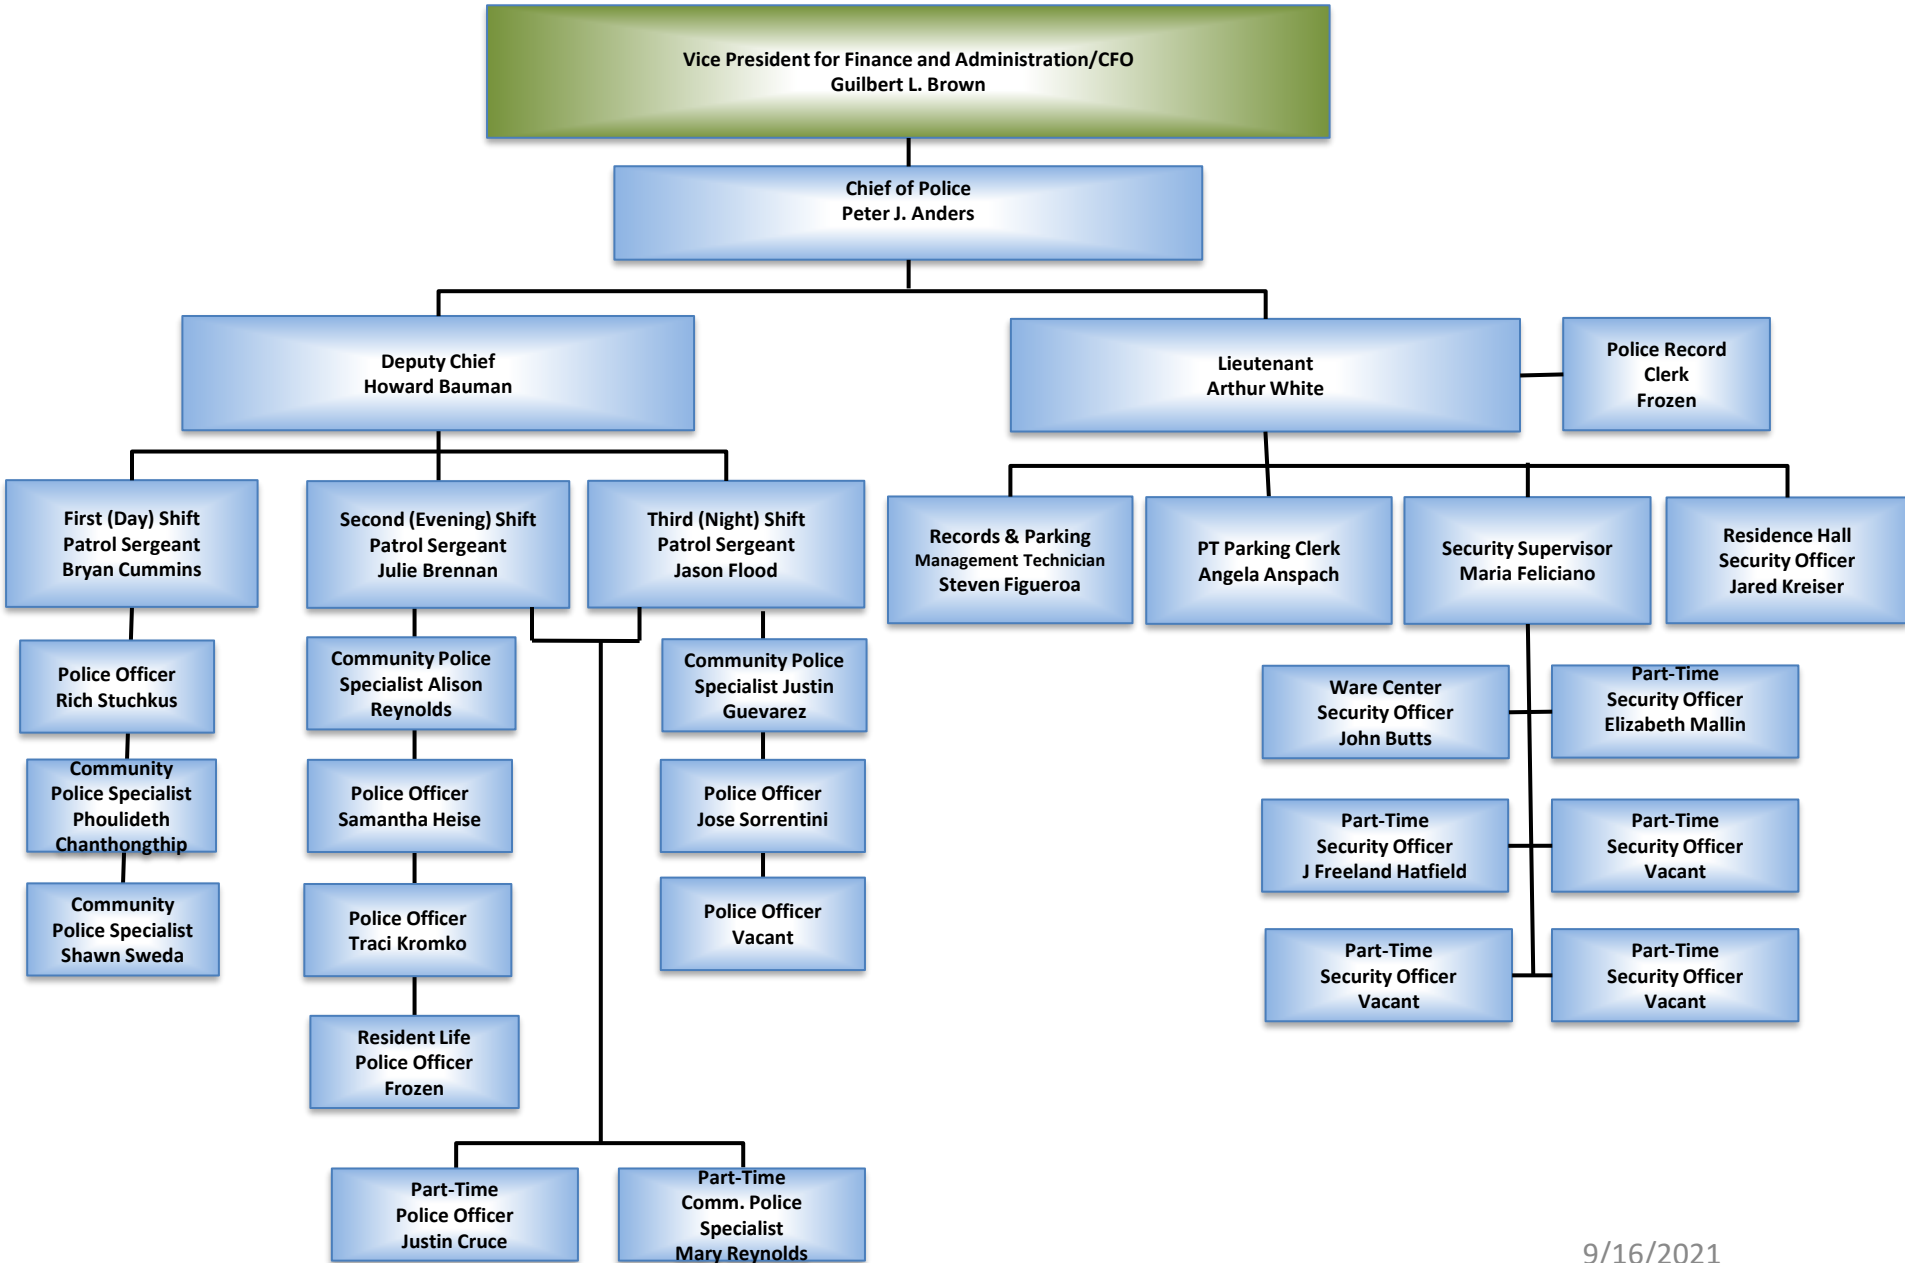 Vice President for Finance and Administration/CFO
Guilbert L. Brown
Chief of Police
Peter J. Anders
Deputy Chief
Howard Bauman
Lieutenant
Arthur White
Police Record
Clerk
Frozen
First (Day) Shift
Patrol Sergeant
Bryan Cummins
Second (Evening) Shift
Patrol Sergeant
Julie Brennan
Third (Night) Shift
Patrol Sergeant
Jason Flood
Records & Parking
Management Technician
Steven Figueroa
PT Parking Clerk
Angela Anspach
Security Supervisor
Maria Feliciano
Residence Hall
Security Officer
Jared Kreiser
Police Officer
Rich Stuchkus
Community
Police Specialist
Phoulideth
Chanthongthip
Community
Police Specialist
Shawn Sweda
Community Police
Specialist Alison
Reynolds
Police Officer
Samantha Heise
Police Officer
Traci Kromko
Resident Life
Police Officer
Frozen
Community Police
Specialist Justin
Guevarez
Police Officer
Jose Sorrentini
Police Officer
Vacant
Part-Time
Police Officer
Justin Cruce
Part-Time
Comm. Police
Specialist
Mary Reynolds
Ware Center
Security Officer
John Butts
Part-Time
Security Officer
Elizabeth Mallin
Part-Time
Security Officer
J Freeland Hatfield
Part-Time
Security Officer
Vacant
Part-Time
Security Officer
Vacant
Part-Time
Security Officer
Vacant
9/16/2021